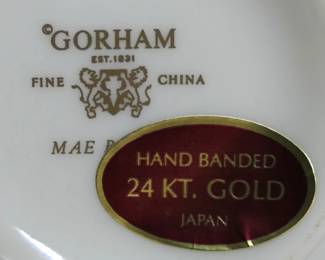 © GORHAM
EST. 1831
FINE CHINA
MAE
HAND BANDED
24 KT. GOLD
JAPAN